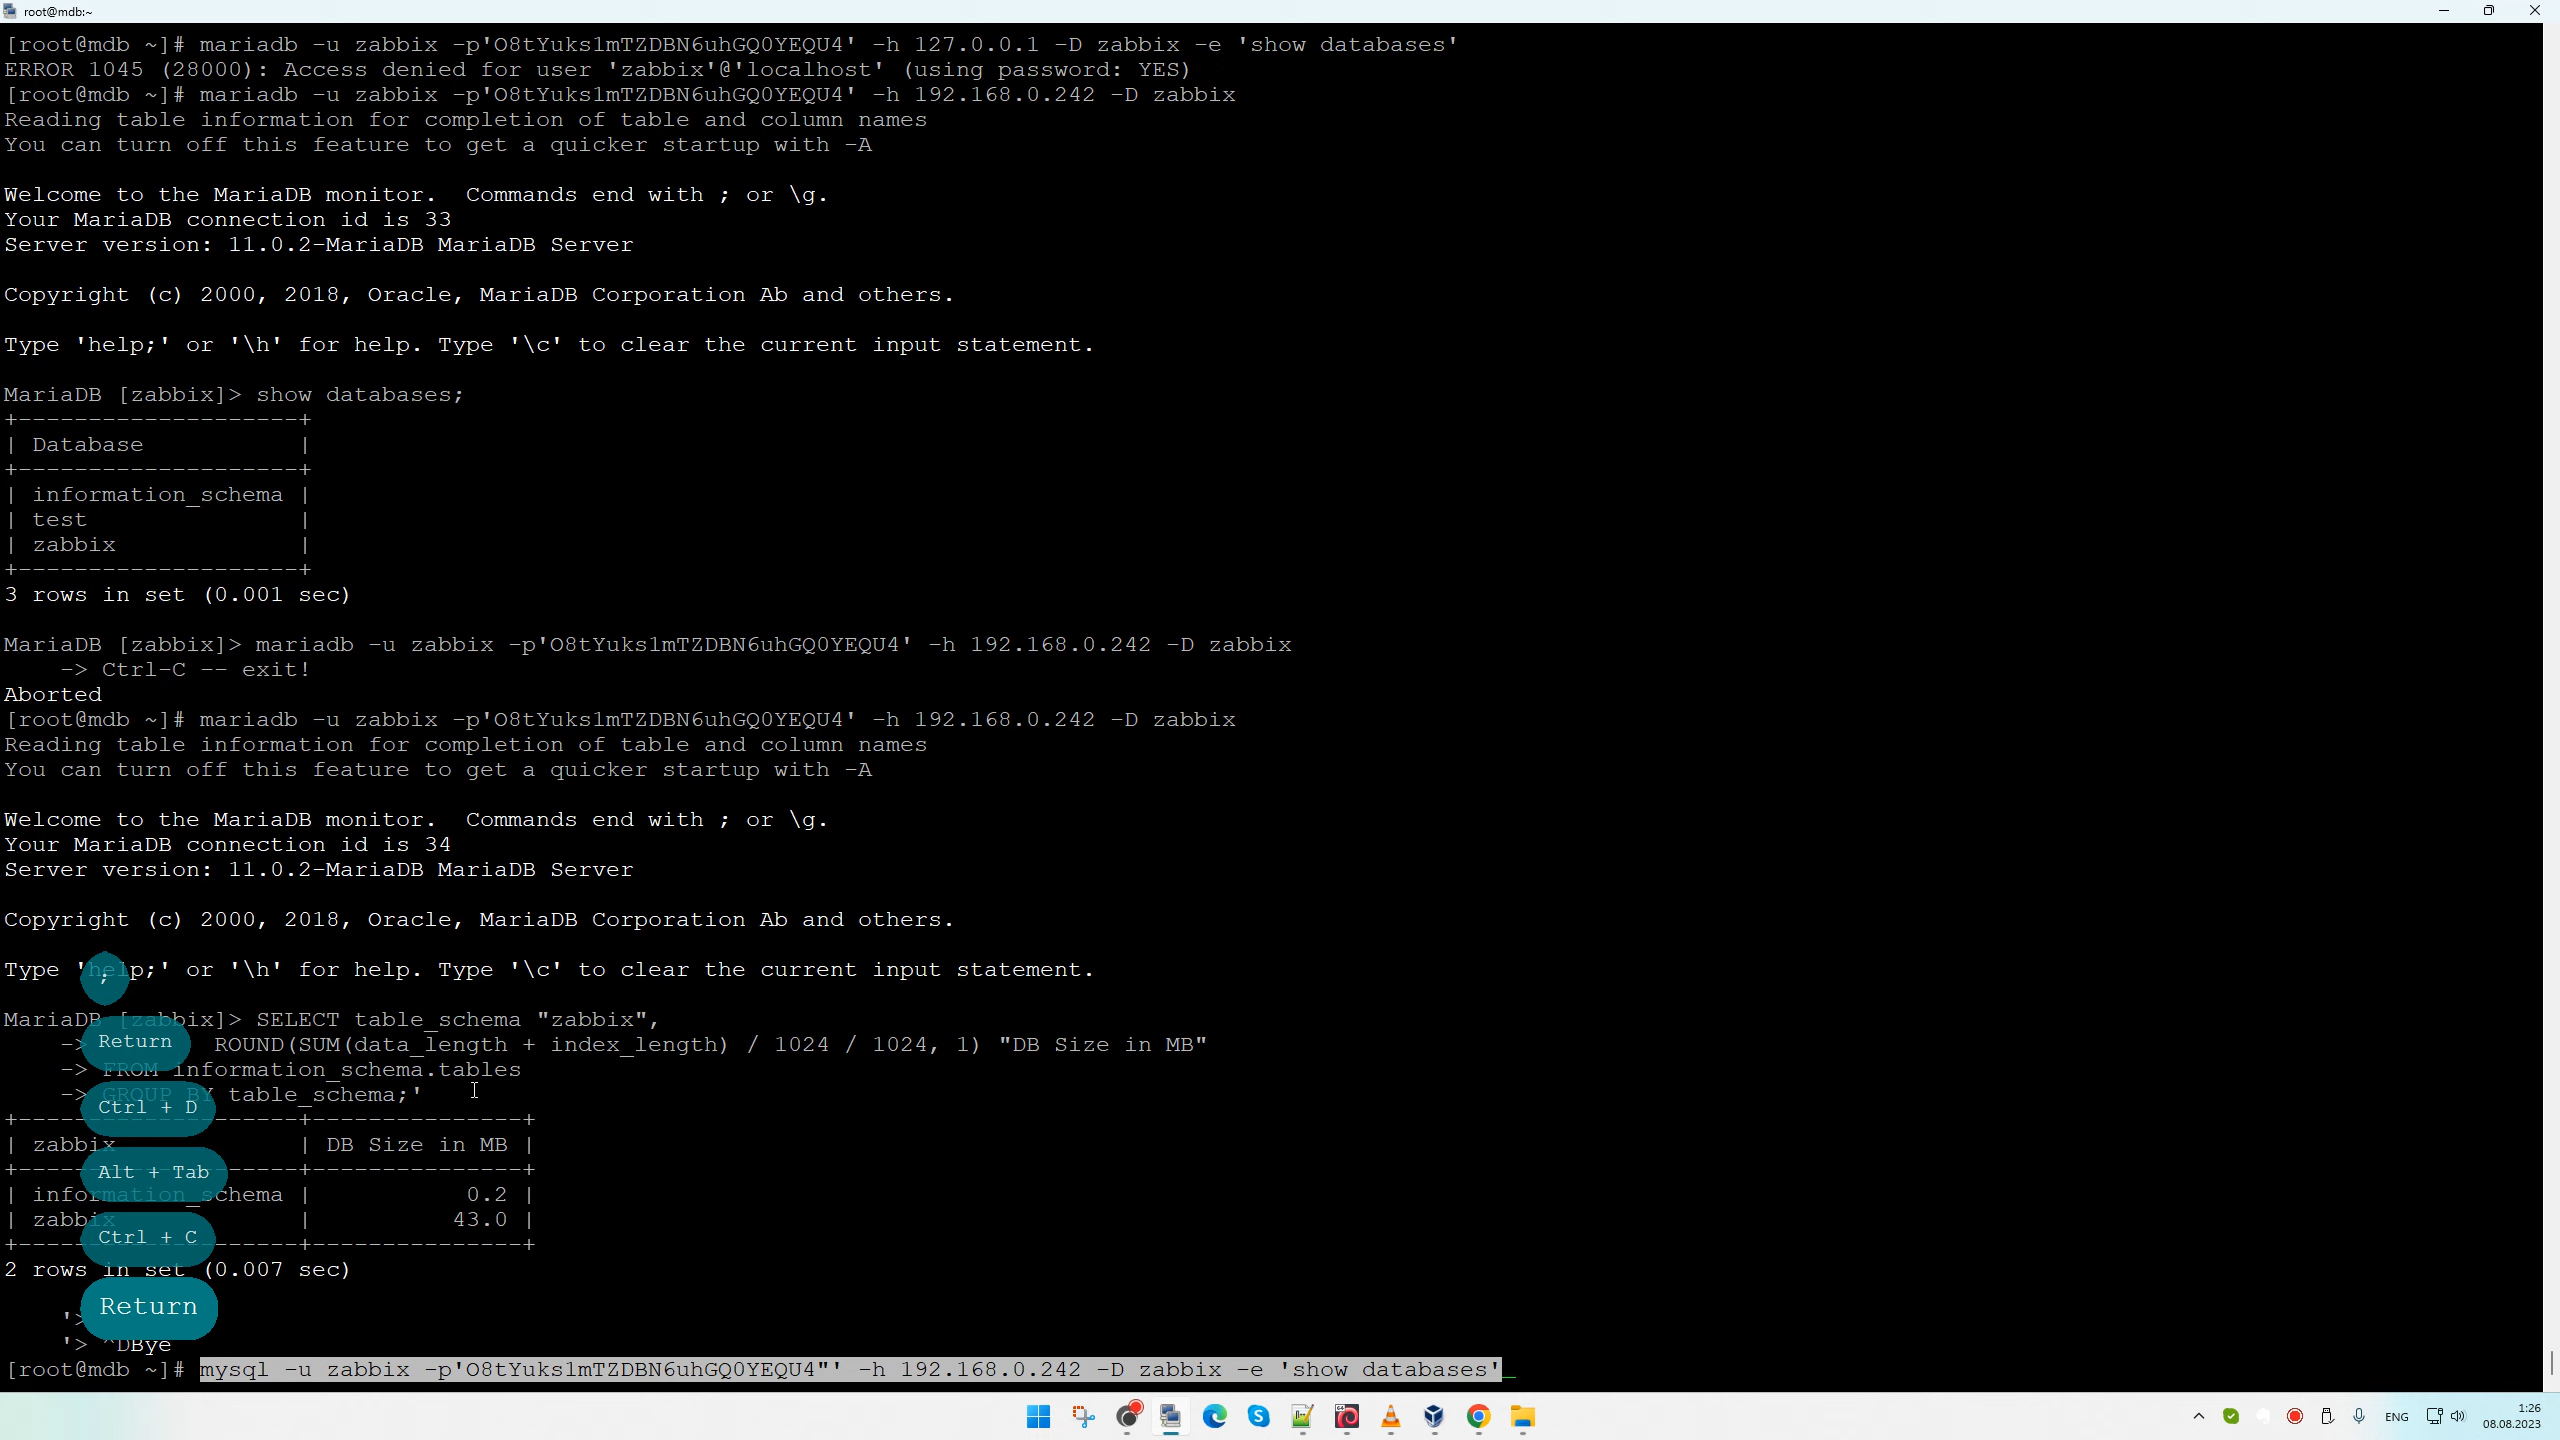 root@mdb:~
[root@mdb ~]# mariadb -u zabbix -p'O8tYukslmTZDBN6uhGQ0YEQU4' -h 127.0.0.1 -D zabbix -e 'show databases'
ERROR 1045 (28000): Access denied for user 'zabbix'@'localhost' (using password: YES)
[root@mdb ~]# mariadb -u zabbix -p'O8tYukslmTZDBN6uhGQ0YEQU4' -h 192.168.0.242 -D zabbix
Reading table information for completion of table and column names
You can turn off this feature to get a quicker startup with -A
Welcome to the MariaDB monitor.  Commands end with ; or \g.
Your MariaDB connection id is 33
Server version: 11.0.2-MariaDB MariaDB Server
Copyright (c) 2000, 2018, Oracle, MariaDB Corporation Ab and others.
Type 'help;' or '\h' for help. Type '\c' to clear the current input statement.
MariaDB [zabbix]> show databases;
+--------------------+
| Database           |
+--------------------+
| information_schema |
| test               |
| zabbix             |
+--------------------+
3 rows in set (0.001 sec)
MariaDB [zabbix]> mariadb -u zabbix -p'O8tYukslmTZDBN6uhGQ0YEQU4' -h 192.168.0.242 -D zabbix
    -> Ctrl-C -- exit!
Aborted
[root@mdb ~]# mariadb -u zabbix -p'O8tYukslmTZDBN6uhGQ0YEQU4' -h 192.168.0.242 -D zabbix
Reading table information for completion of table and column names
You can turn off this feature to get a quicker startup with -A
Welcome to the MariaDB monitor.  Commands end with ; or \g.
Your MariaDB connection id is 34
Server version: 11.0.2-MariaDB MariaDB Server
Copyright (c) 2000, 2018, Oracle, MariaDB Corporation Ab and others.
Type 'help;' or '\h' for help. Type '\c' to clear the current input statement.
;
MariaDB [zabbix]> SELECT table_schema "zabbix",
    ->   ROUND(SUM(data_length + index_length) / 1024 / 1024, 1) "DB Size in MB"
Return
    -> FROM information_schema.tables
    -> GROUP BY table_schema;'
Ctrl + D
+--------------------+---------------+
| zabbix             | DB Size in MB |
+--------------------+---------------+
Alt + Tab
| information_schema |           0.2 |
| zabbix             |          43.0 |
Ctrl + C
+--------------------+---------------+
2 rows in set (0.007 sec)
Return
    '>
    '> ^DBye
[root@mdb ~]# mysql -u zabbix -p'O8tYukslmTZDBN6uhGQ0YEQU4"' -h 192.168.0.242 -D zabbix -e 'show databases'
ENG
1:26
08.08.2023